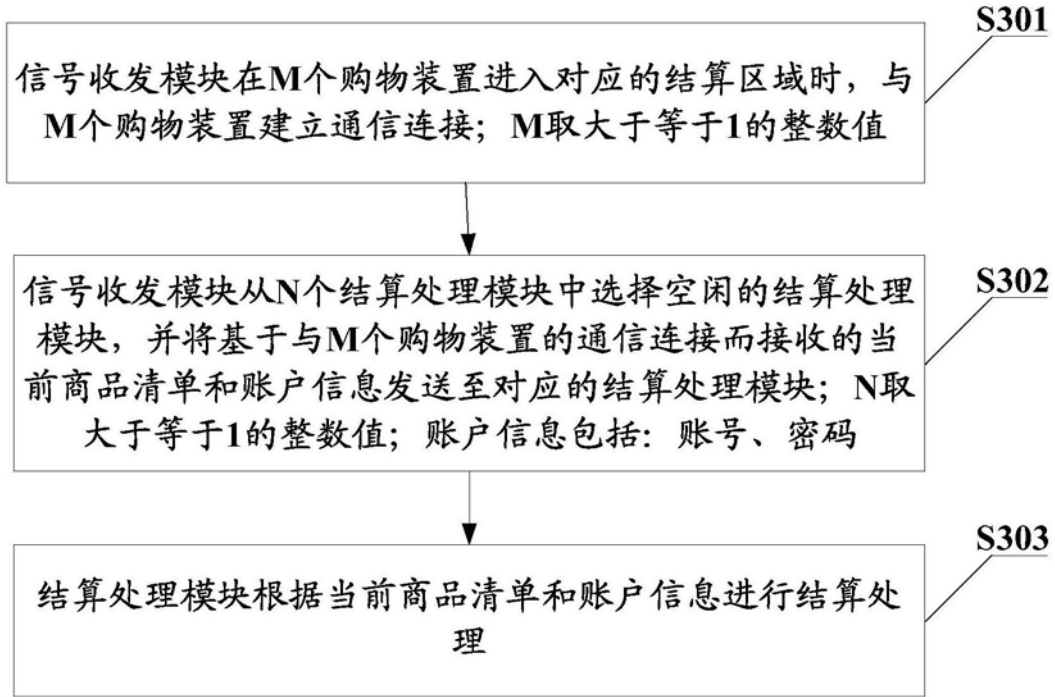 S301
信号收发模块在M个购物装置进入对应的结算区域时，与
M个购物装置建立通信连接；M取大于等于1的整数值
S302
信号收发模块从N个结算处理模块中选择空闲的结算处理
模块，并将基于与M个购物装置的通信连接而接收的当
前商品清单和账户信息发送至对应的结算处理模块；N取
大于等于1的整数值；账户信息包括：账号、密码
S303
结算处理模块根据当前商品清单和账户信息进行结算处
理